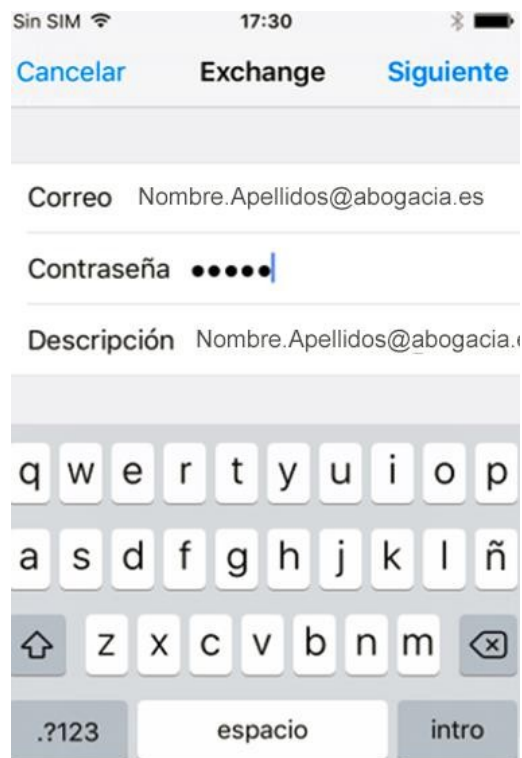 Sin SIM 17:30
Cancelar Exchange Siguiente
Correo Nombre.Apellidos@abogacia.es
Contraseña •••••
Descripción Nombre.Apellidos@abogacia.e
q w e r t y u i o p
a s d f g h j k l ñ
z x c v b n m
.?123 espacio intro